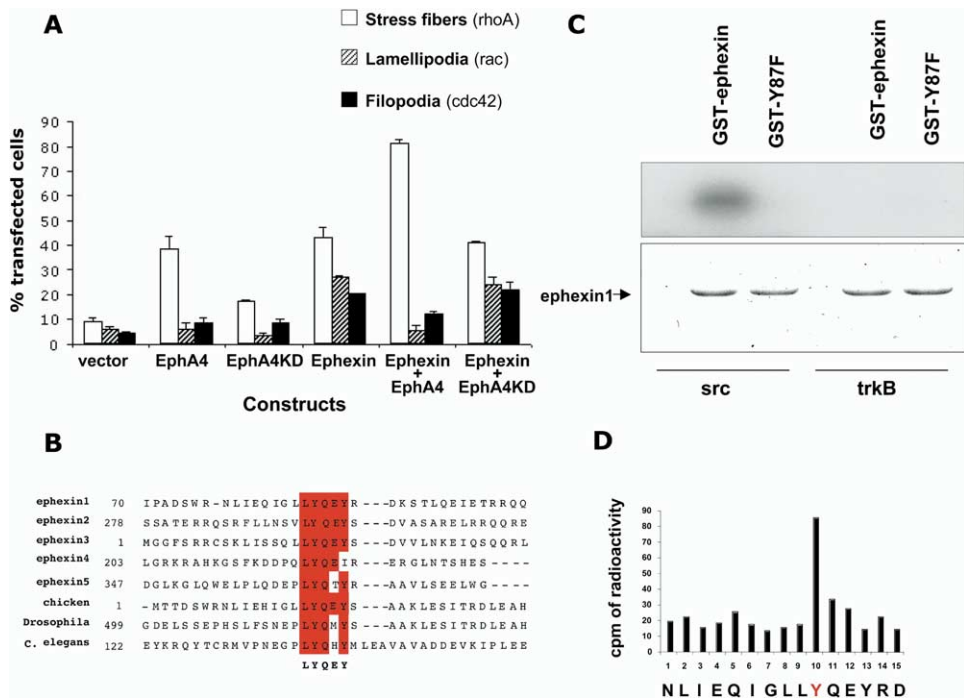 A
Stress fibers (rhoA)
Lamellipodia (rac)
Filopodia (cdc42)
% transfected cells
90
80
70
60
50
40
30
20
10
0
vector EphA4 EphA4KD Ephexin Ephexin + EphA4 Ephexin + EphA4KD
Constructs
B
ephexin1 70 IPADSWR-NLIEQIGLLYQEYR---DKSTLQEIETRRQQ
ephexin2 278 SSATERRQSRFLLNSVLYQEYS---DVASARELRRQQRE
ephexin3 1 MGGFSRRCSKLISSQLLYQEYS---DVVLNKEIQSQQRL
ephexin4 203 LGRKRAHKGSFKDDPQLYQEIR---ERGLNTSHES----
ephexin5 347 DGLKGLQWELPLQDEPLYQTYR---AAVLSEELWG----
chicken 1 -MTTDSWRNLIEHIGLLYQEYS---AAKLESITRDLEAH
Drosophila 499 GDELSSEPHSLFSNEPLYQMYS---AAKLESITRDLEAH
C. elegans 122 EYKRQYTCRMVPNEPLYQHYMLEAVAVADDEVKIPGLEE
LYQEY
C
GST-ephexin GST-Y87F GST-ephexin GST-Y87F
ephexin1
src trkB
D
cpm of radioactivity
90
80
70
60
50
40
30
20
10
0
1 2 3 4 5 6 7 8 9 10 11 12 13 14 15
N L I E Q I G L L Y Q E Y R D